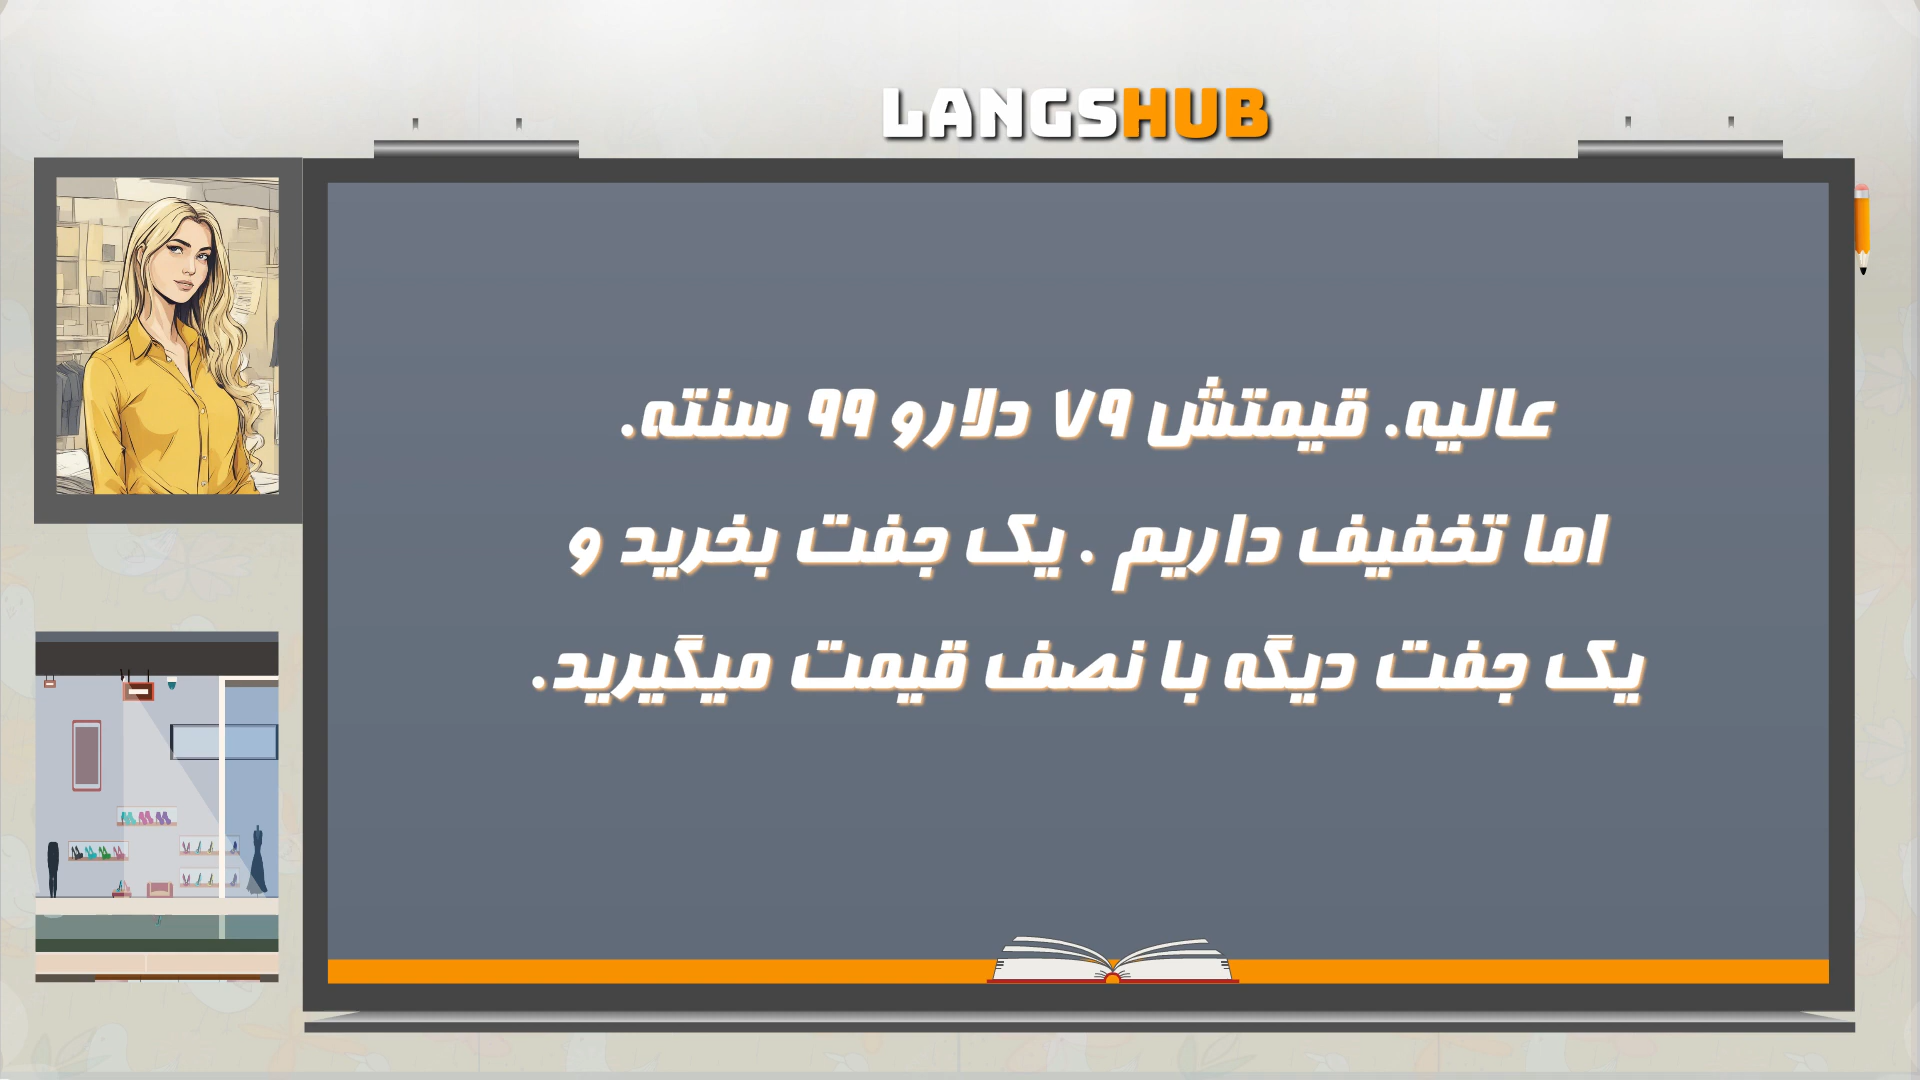 LANGSHUB
عالیه. قیمتش ۷۹ دلارو ۹۹ سنته.
اما تخفیف داریم . یک جفت بخرید و
یک جفت دیگه با نصف قیمت میگیرید.